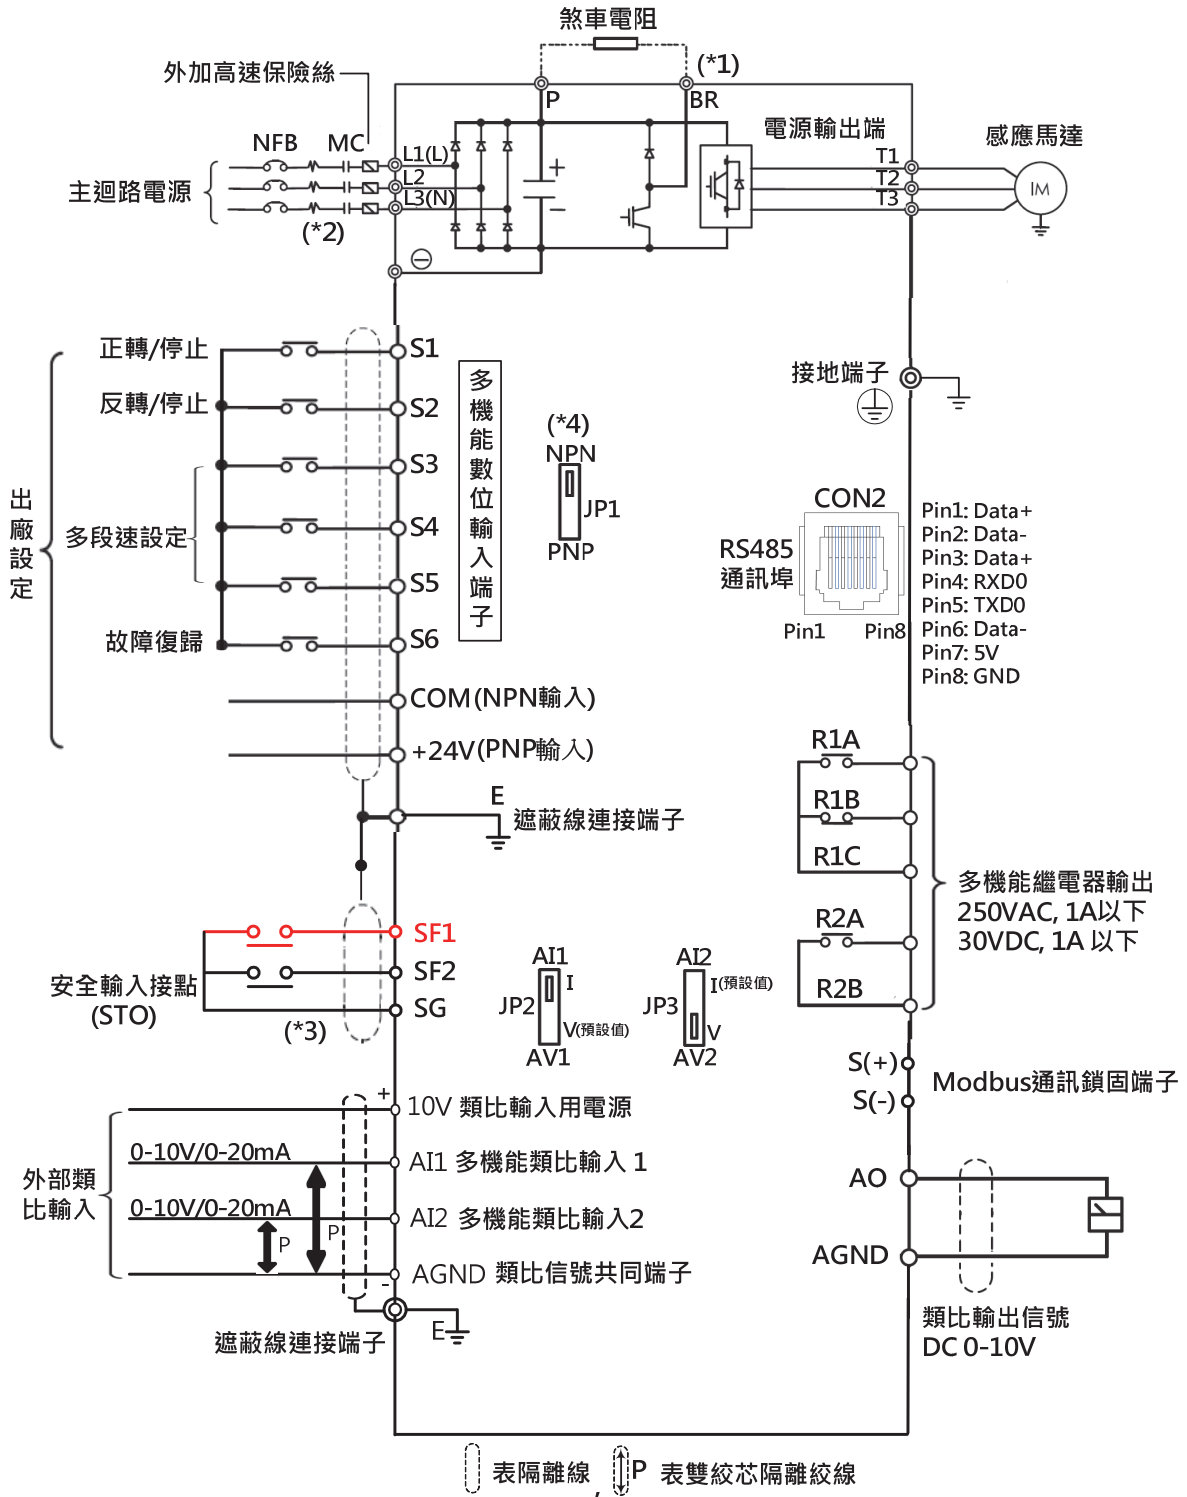 煞車電阻
(*1)
外加高速保險絲
P
BR
NFB
MC
電源輸出端
感應馬達
L1(L)
L2
L3(N)
T1
T2
T3
IM
主迴路電源
(*2)
正轉/停止
S1
反轉/停止
S2
S3
多段速設定
S4
S5
故障復歸
S6
出廠設定
多機能數位輸入端子
COM(NPN輸入)
+24V(PNP輸入)
(*4)
NPN
JP1
PNP
接地端子
CON2
RS485
通訊埠
Pin1
Pin8
Pin1: Data+
Pin2: Data-
Pin3: Data+
Pin4: RXD0
Pin5: TXD0
Pin6: Data-
Pin7: 5V
Pin8: GND
E
遮蔽線連接端子
R1A
R1B
R1C
R2A
R2B
多機能繼電器輸出
250VAC, 1A以下
30VDC, 1A 以下
SF1
SF2
SG
安全輸入接點
(STO)
(*3)
AI1
I
JP2
V(預設值)
AV1
AI2
I(預設值)
JP3
V
AV2
S(+)
S(-)
Modbus通訊鎖固端子
+
10V 類比輸入用電源
0-10V/0-20mA
AI1 多機能類比輸入 1
外部類
比輸入
0-10V/0-20mA
AI2 多機能類比輸入2
P
P
AGND 類比信號共同端子
-
遮蔽線連接端子
E
AO
AGND
類比輸出信號
DC 0-10V
表隔離線 ,
P 表雙絞芯隔離絞線